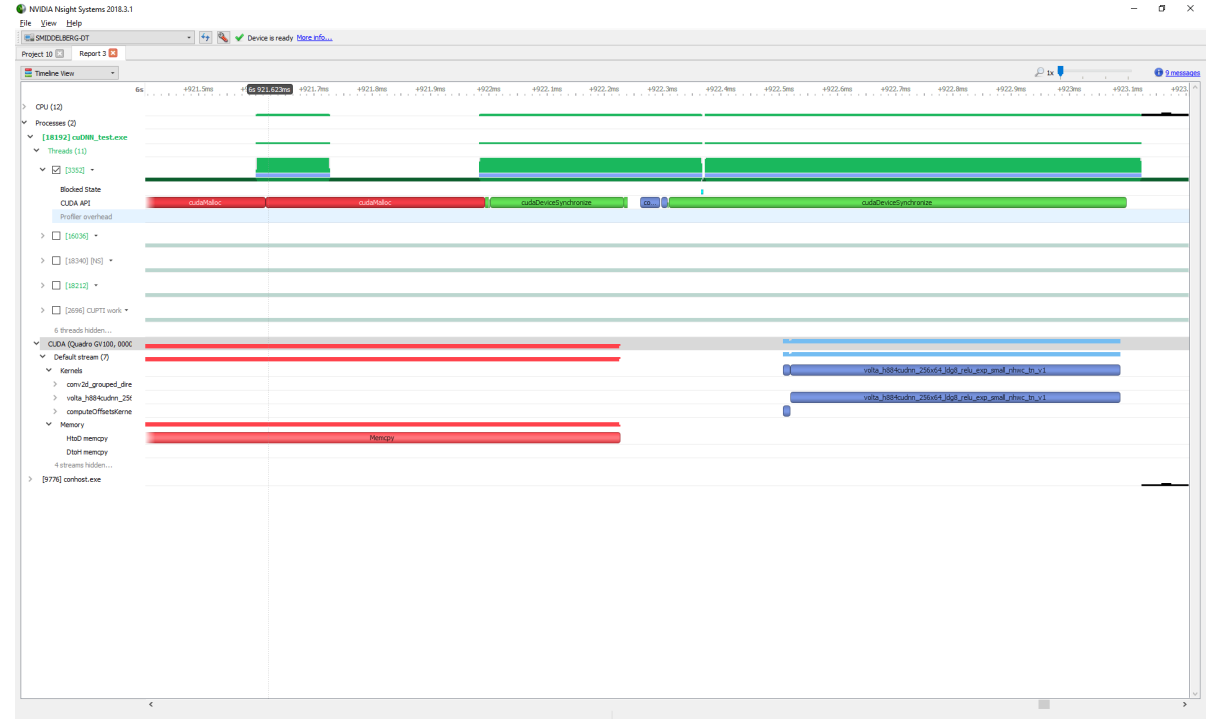 NVIDIA Nsight Systems 2018.3.1
File View Help
SMIDDELBERG-DT Device is ready More info...
Project 10 Report 3
Timeline View 1x 9 messages
6s +921.5ms 6s 921.623ms +921.7ms +921.8ms +921.9ms +922ms +922.1ms +922.2ms +922.3ms +922.4ms +922.5ms +922.6ms +922.7ms +922.8ms +922.9ms +923ms +923.1ms +923.
CPU (12)
Processes (2)
[18192] cuDNN_test.exe
Threads (11)
[3352]
Blocked State
CUDA API cudaMalloc cudaMalloc cudaDeviceSynchronize co... cudaDeviceSynchronize
Profiler overhead
[16036]
[18340] [NS]
[18212]
[2696] CUPTI work
6 threads hidden...
CUDA (Quadro GV100, 0000
Default stream (7)
Kernels volta_h884cudnn_256x64_ldg8_relu_exp_small_nhwc_tn_v1
conv2d_grouped_dire
volta_h884cudnn_256 volta_h884cudnn_256x64_ldg8_relu_exp_small_nhwc_tn_v1
computeOffsetsKerne
Memory
HtoD memcpy Memcpy
DtoH memcpy
4 streams hidden...
[9776] conhost.exe